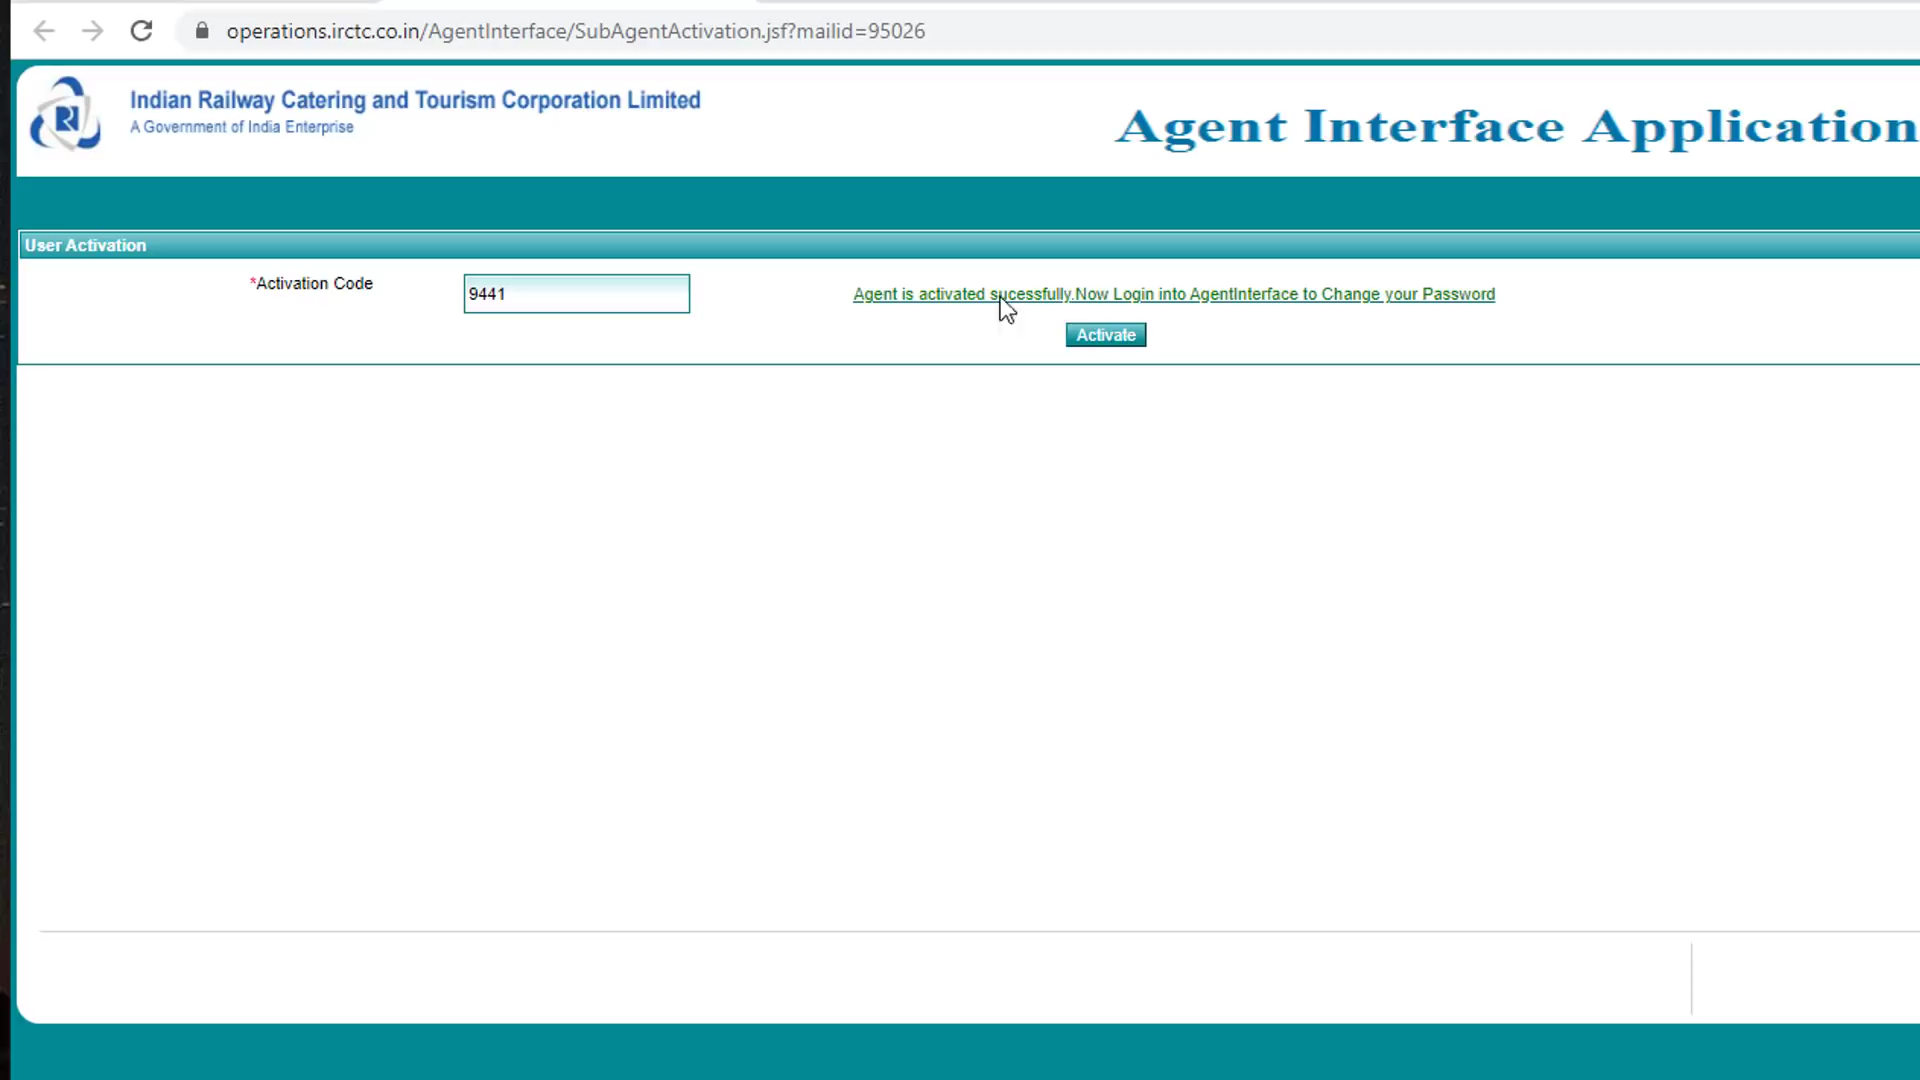 operations.irctc.co.in/AgentInterface/SubAgentActivation.jsf?mailid=95026
Indian Railway Catering and Tourism Corporation Limited
A Government of India Enterprise
Agent Interface Application
User Activation
*Activation Code
9441
Agent is activated sucessfully.Now Login into AgentInterface to Change your Password
Activate